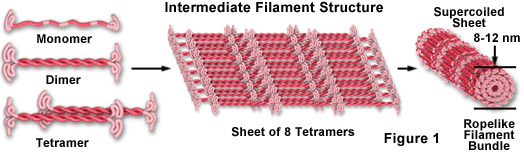 Intermediate Filament Structure
Monomer
Dimer
Tetramer
Sheet of 8 Tetramers
Supercoiled
Sheet
8-12 nm
Ropelike
Filament
Bundle
Figure 1